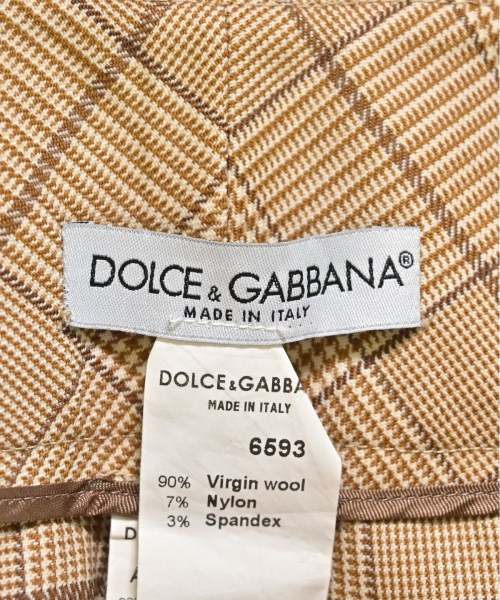 DOLCE & GABBANA®
MADE IN ITALY
DOLCE & GABBA
MADE IN ITALY
6593
90% Virgin wool
7% Nylon
3% Spandex
D
A